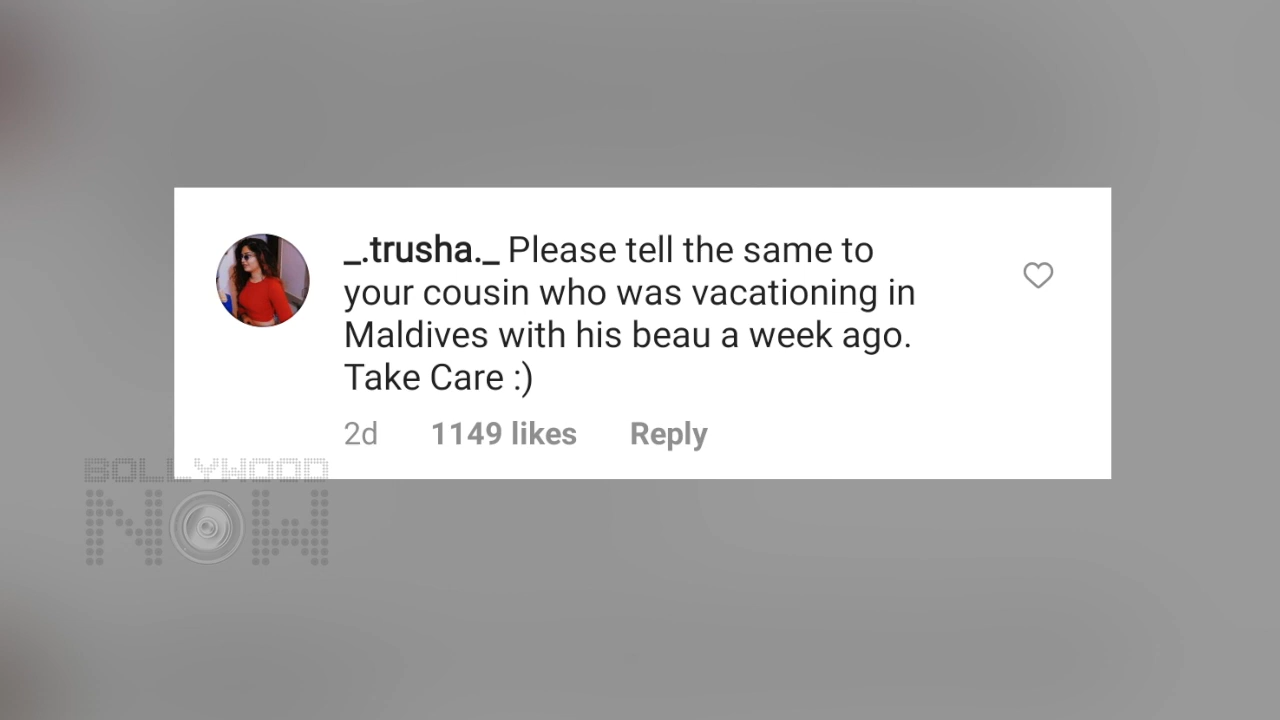 _.trusha._ Please tell the same to
your cousin who was vacationing in
Maldives with his beau a week ago.
Take Care :)
2d 1149 likes Reply
BOLLYWOOD
NOW